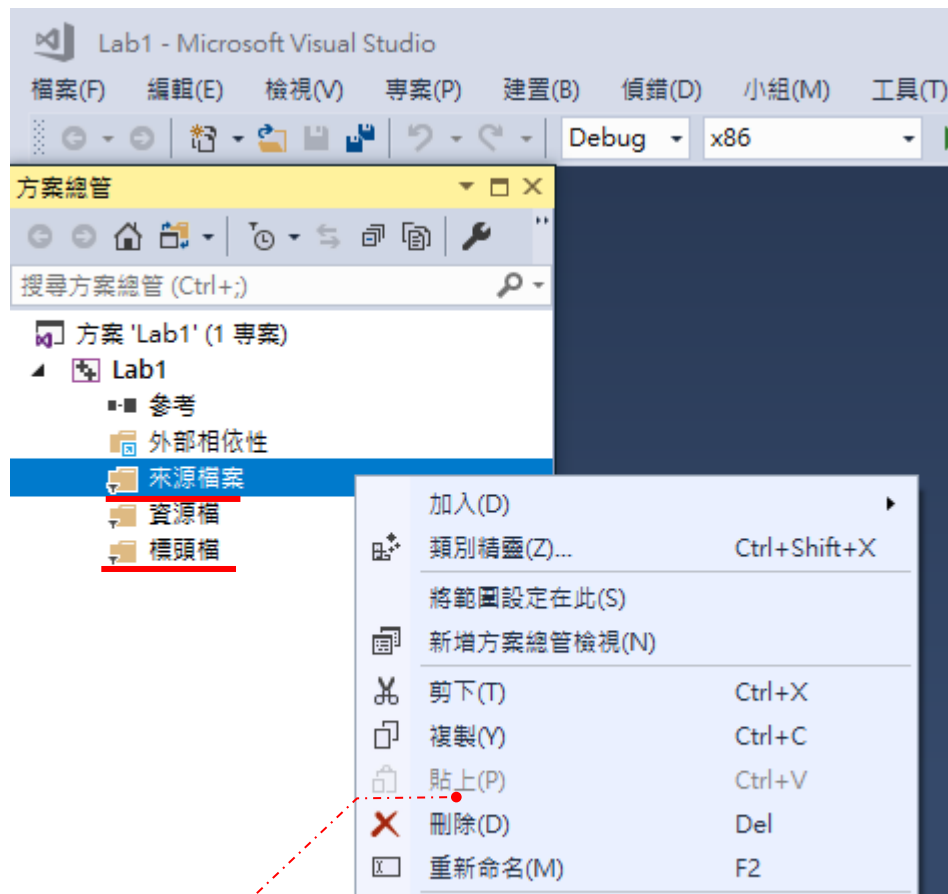 Lab1 - Microsoft Visual Studio
檔案(F) 編輯(E) 檢視(V) 專案(P) 建置(B) 偵錯(D) 小組(M) 工具(T)
Debug x86
方案總管
搜尋方案總管 (Ctrl+;)
方案 'Lab1' (1 專案)
Lab1
參考
外部相依性
來源檔案
資源檔
標頭檔
加入(D)
類別精靈(Z)... Ctrl+Shift+X
將範圍設定在此(S)
新增方案總管檢視(N)
剪下(T) Ctrl+X
複製(Y) Ctrl+C
貼上(P) Ctrl+V
刪除(D) Del
重新命名(M) F2